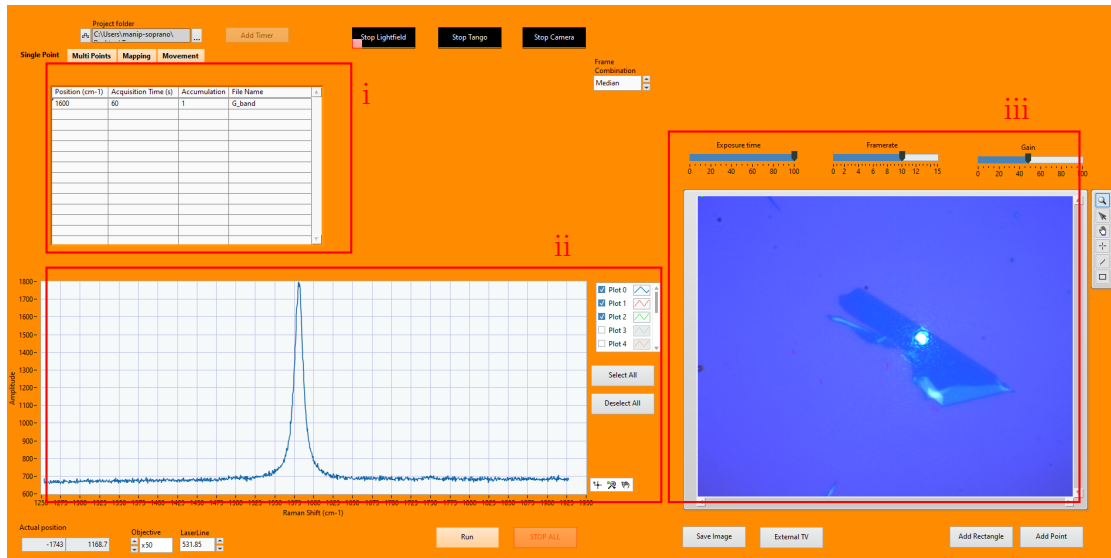 Project folder
C:\Users\manip-soprano\
...
Add Timer
Stop Lightfield
Stop Tango
Stop Camera
Single Point
Multi Points
Mapping
Movement
Frame
Combination
Median
i
Position (cm-1)
Acquisition Time (s)
Accumulation
File Name
1600
60
1
G_band
iii
Exposure time
Framerate
Gain
0 20 40 60 80 100
0 2 4 6 8 10 12 15
0 20 40 60 80 100
ii
Plot 0
Plot 1
Plot 2
Plot 3
Plot 4
Select All
Deselect All
Amplitude
1800
1700
1600
1500
1400
1300
1200
1100
1000
900
800
700
600
Raman Shift (cm-1)
Actual position
-1743
1168.7
Objective
x50
LaserLine
531.85
Run
STOP ALL
Save Image
External TV
Add Rectangle
Add Point